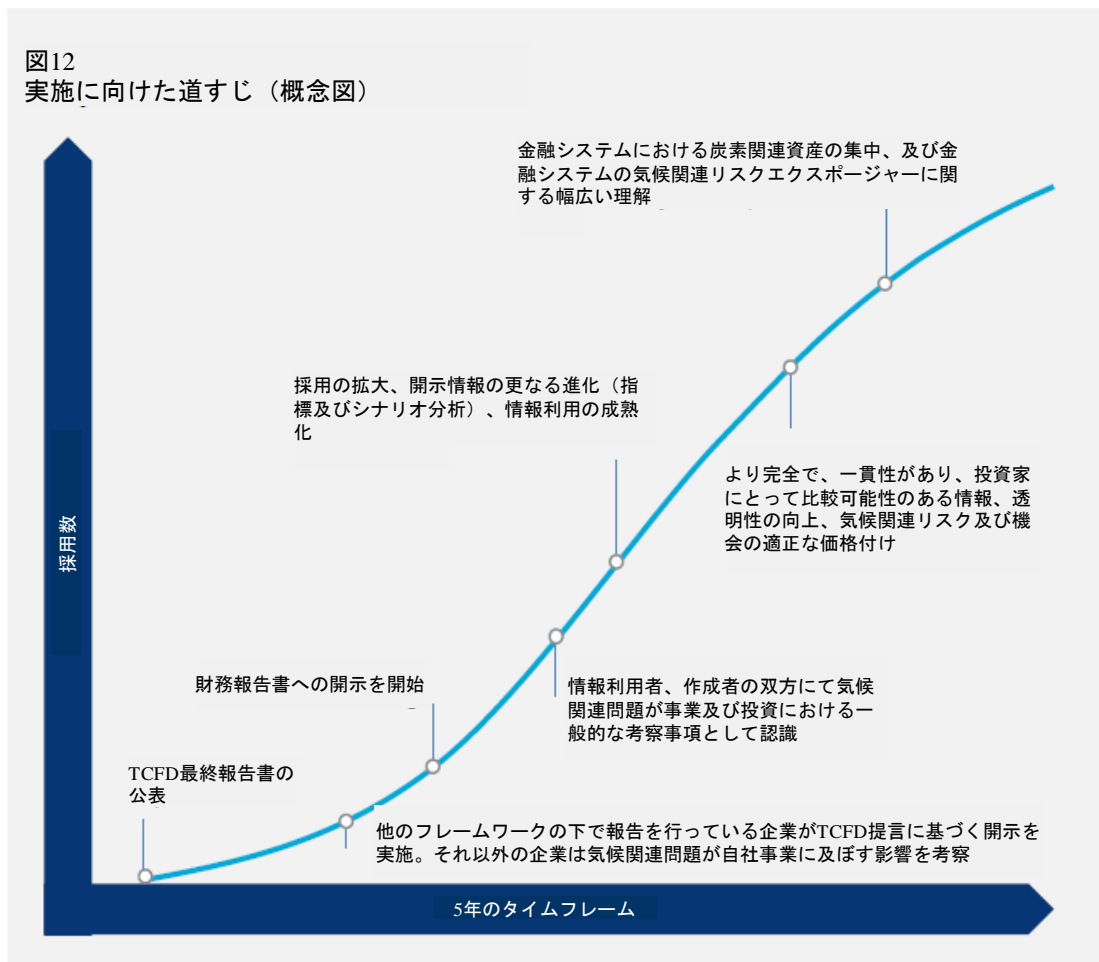 図12
実施に向けた道すじ（概念図）
金融システムにおける炭素関連資産の集中、及び金
融システムの気候関連リスクエクスポージャーに関
する幅広い理解
採用の拡大、開示情報の更なる進化（指
標及びシナリオ分析）、情報利用の成熟
化
より完全で、一貫性があり、投資家
にとって比較可能性のある情報、透
明性の向上、気候関連リスク及び機
会の適正な価格付け
採用数
財務報告書への開示を開始
情報利用者、作成者の双方にて気候
関連問題が事業及び投資における一
般的な考察事項として認識
TCFD最終報告書の
公表
他のフレームワークの下で報告を行っている企業がTCFD提言に基づく開示を
実施。それ以外の企業は気候関連問題が自社事業に及ぼす影響を考察
5年のタイムフレーム